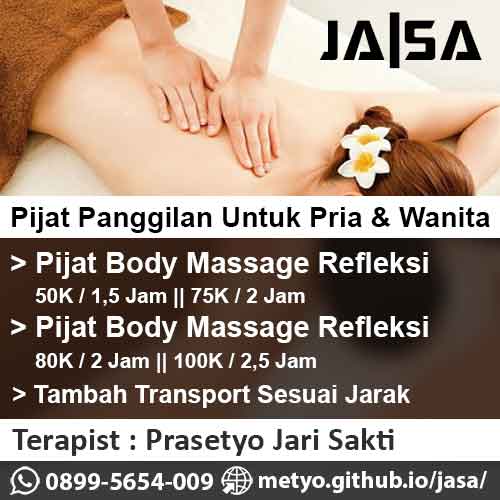 JA|SA
Pijat Panggilan Untuk Pria & Wanita
> Pijat Body Massage Refleksi
50K / 1,5 Jam || 75K / 2 Jam
> Pijat Body Massage Refleksi
80K / 2 Jam || 100K / 2,5 Jam
> Tambah Transport Sesuai Jarak
Terapist : Prasetyo Jari Sakti
0899-5654-009 metyo.github.io/jasa/